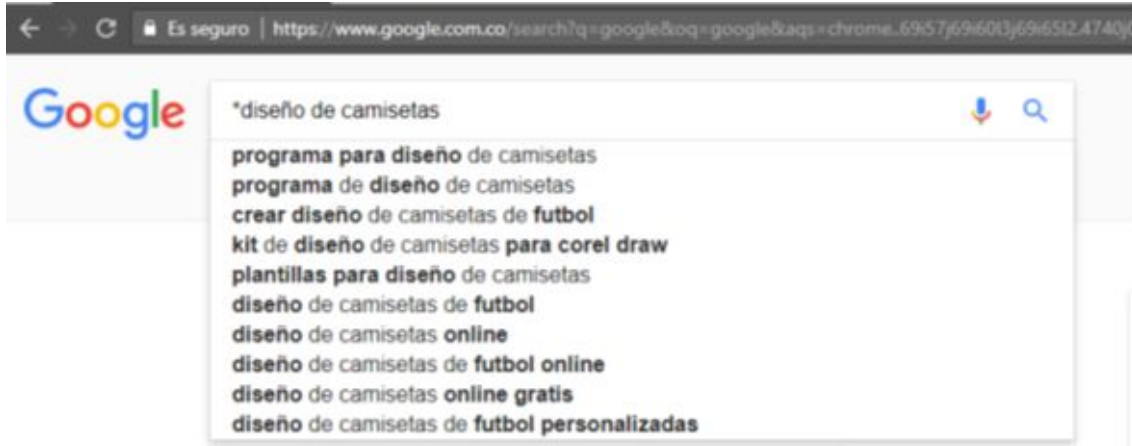 Es seguro | https://www.google.com.co/search?q=google&oq=google&aqs=chrome..69i57j69i60l3j69i65l2.4740j0
Google
*diseño de camisetas
programa para diseño de camisetas
programa de diseño de camisetas
crear diseño de camisetas de futbol
kit de diseño de camisetas para corel draw
plantillas para diseño de camisetas
diseño de camisetas de futbol
diseño de camisetas online
diseño de camisetas de futbol online
diseño de camisetas online gratis
diseño de camisetas de futbol personalizadas